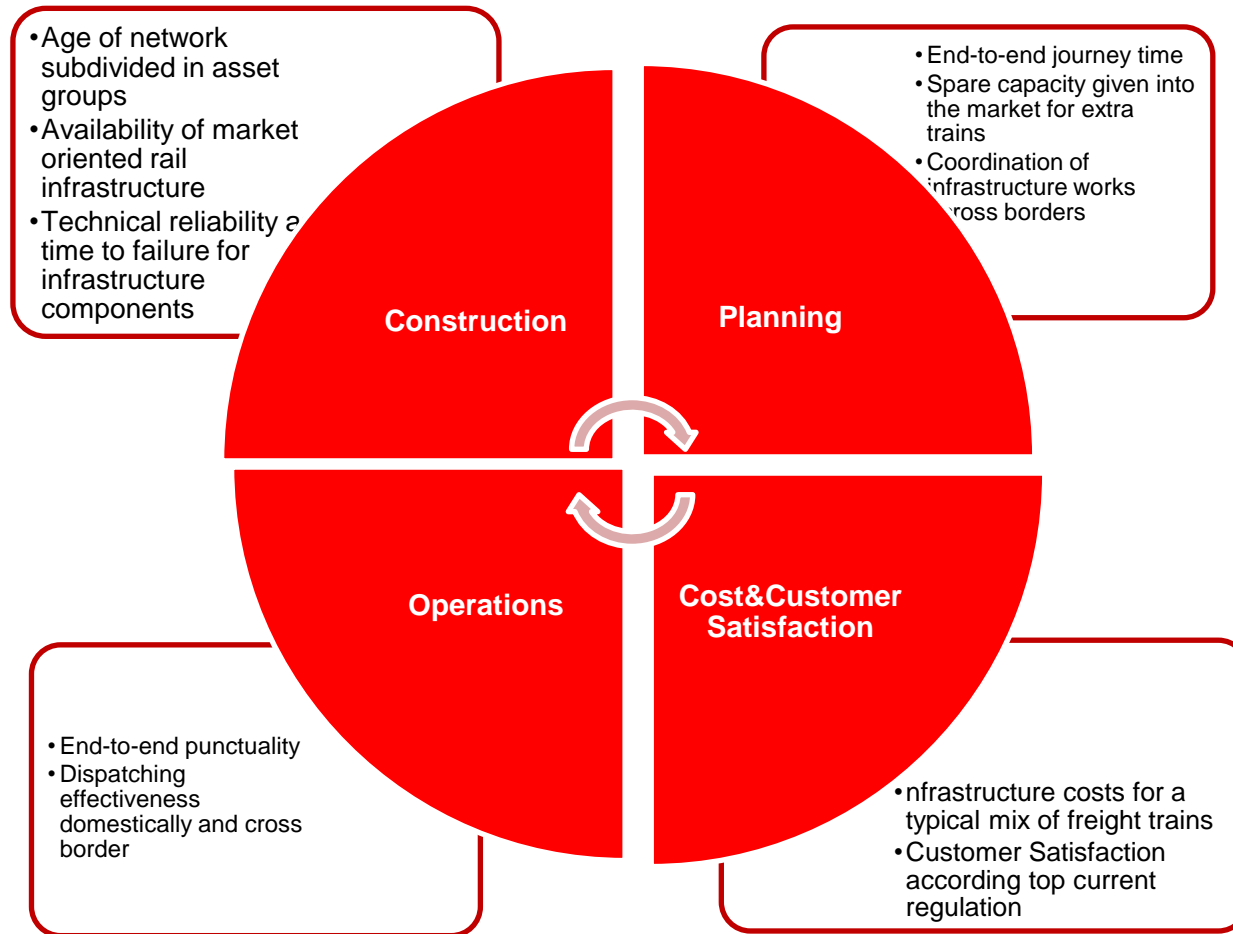 •Age of network
subdivided in asset
groups
•Availability of market
oriented rail
infrastructure
•Technical reliability
time to failure for
infrastructure
components
•End-to-end journey time
•Spare capacity given into
the market for extra
trains
•Coordination of
infrastructure works
across borders
Construction
Planning
Operations
Cost&Customer
Satisfaction
•End-to-end punctuality
•Dispatching
effectiveness
domestically and cross
border
•nfrastructure costs for a
typical mix of freight trains
•Customer Satisfaction
according top current
regulation